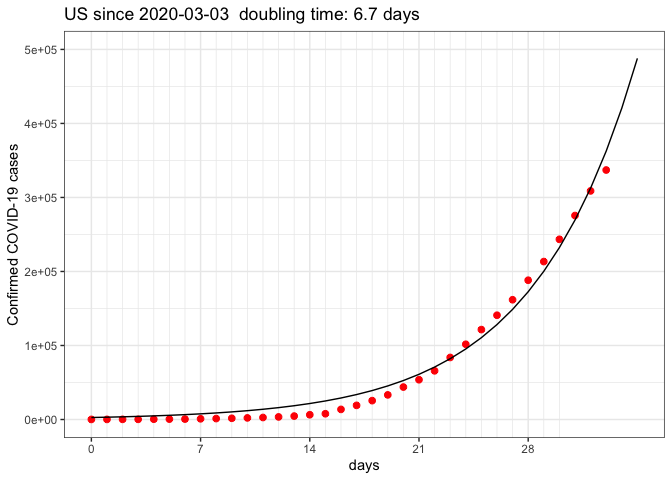 US since 2020-03-03  doubling time: 6.7 days
5e+05
4e+05
3e+05
2e+05
1e+05
0e+00
Confirmed COVID-19 cases
0 7 14 21 28
days